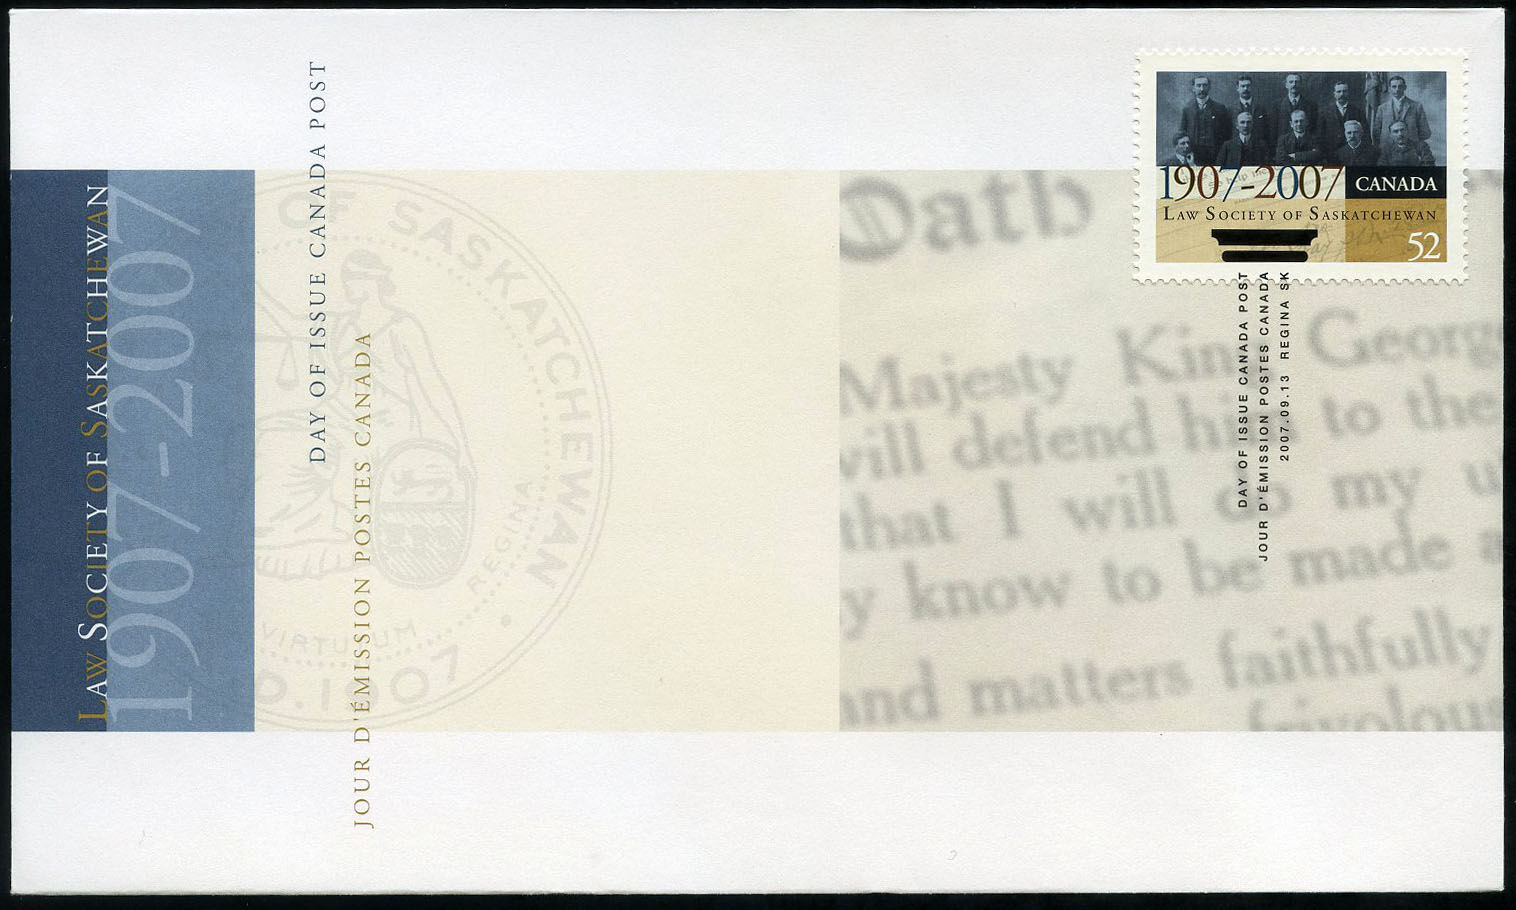 LAW SOCIETY OF SASKATCHEWAN
1907-2007
DAY OF ISSUE CANADA POST
JOUR D'ÉMISSION POSTES CANADA
OF SASKATCHEWAN
REGINA
VIRTUTUM
D. 1907
Oath
Majesty King Georg
will defend him to the
that I will do my u
y know to be made a
and matters faithfully
frivolous
1907-2007
CANADA
LAW SOCIETY OF SASKATCHEWAN
52
DAY OF ISSUE CANADA POST
JOUR D'ÉMISSION POSTES CANADA
2007.09.13 REGINA SK